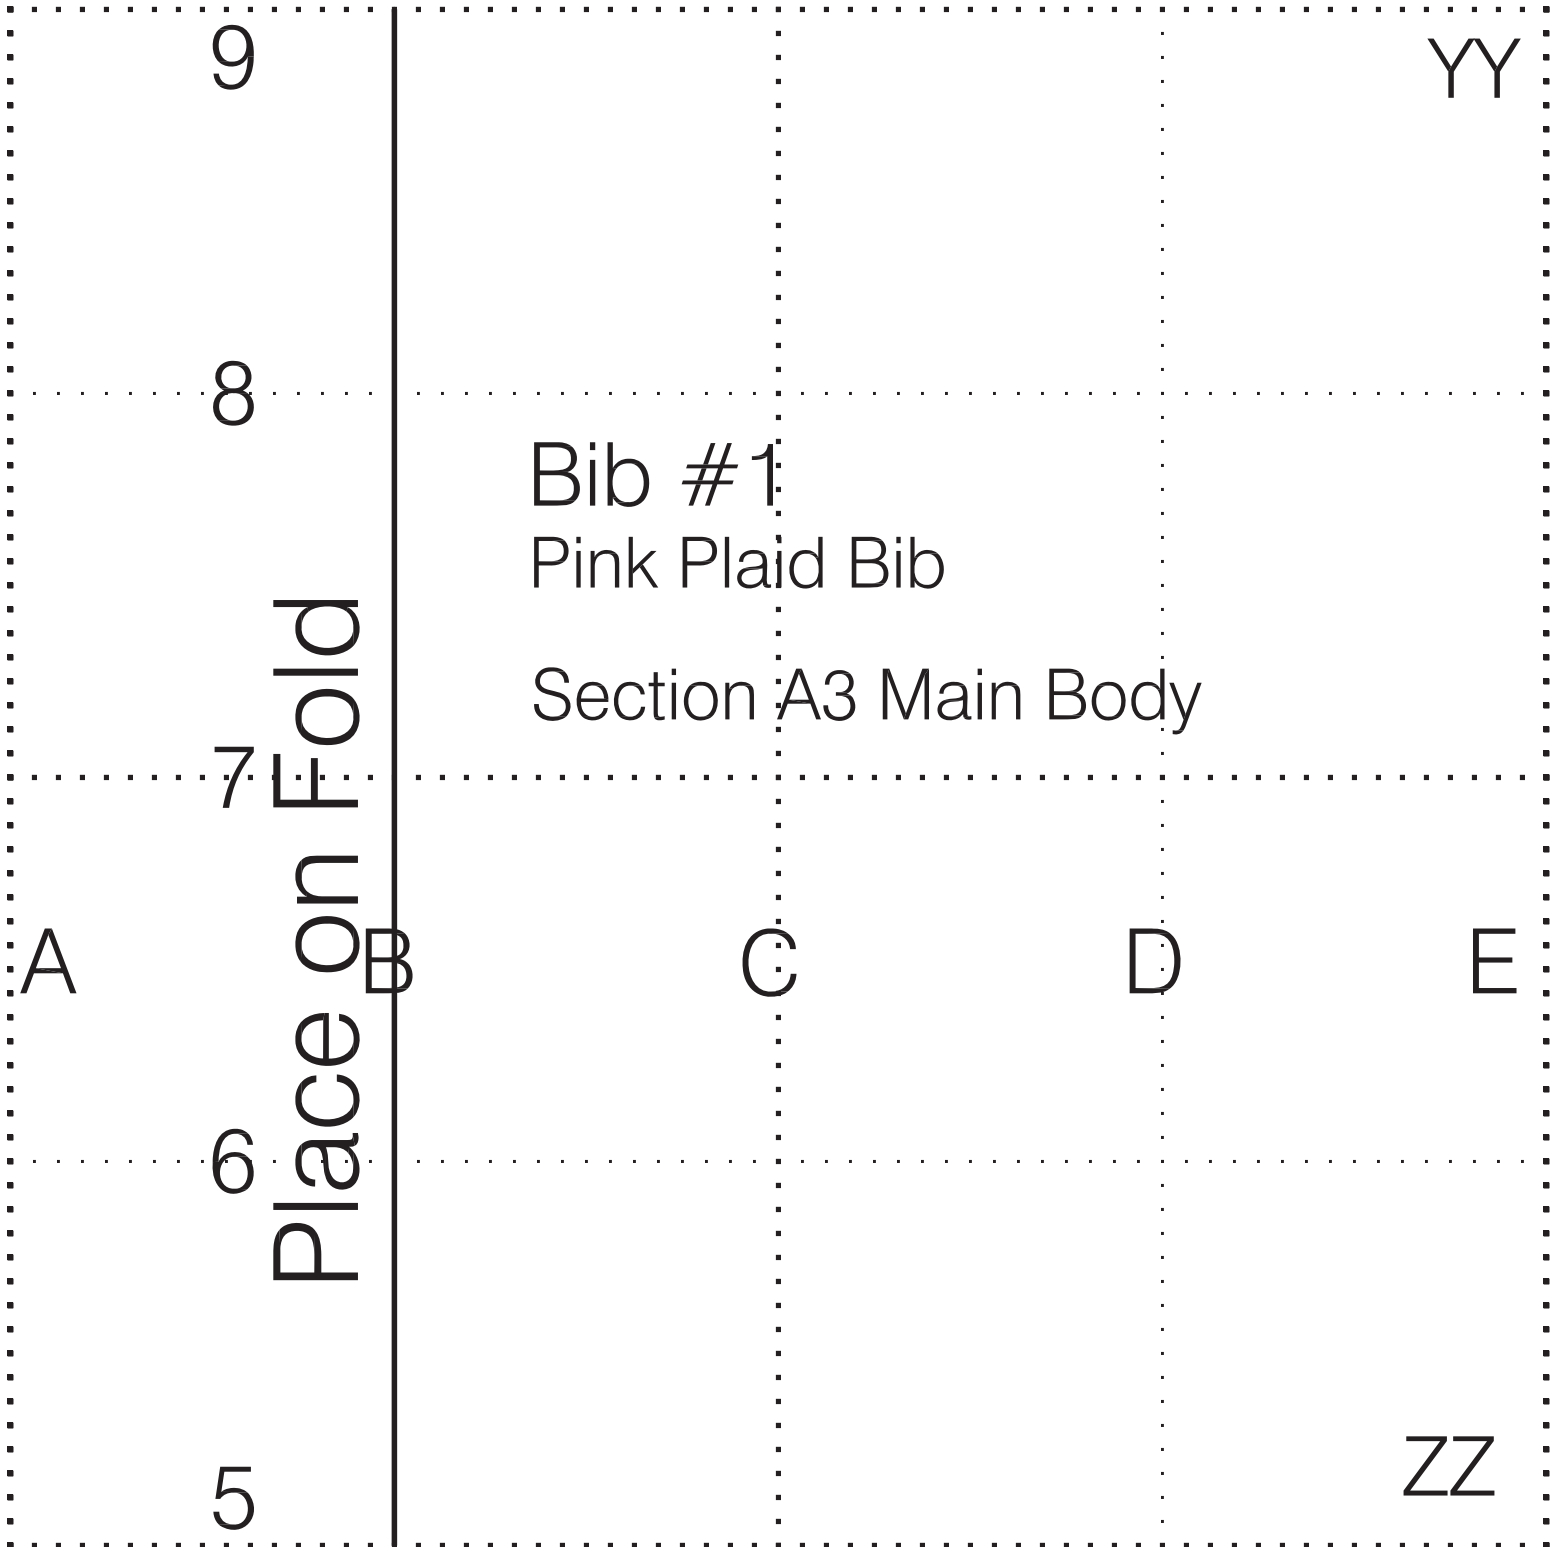 9
YY
8
Bib #1
Pink Plaid Bib
Section A3 Main Body
7
Place on Fold
A B C D E
6
5
ZZ